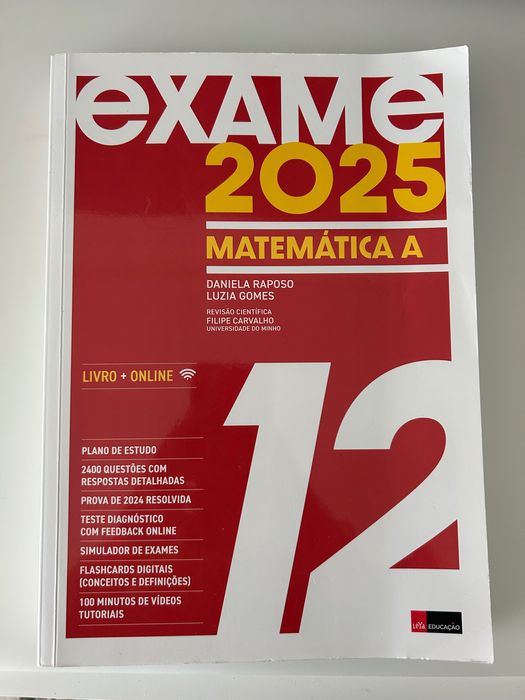 EXAME
2025
MATEMÁTICA A
DANIELA RAPOSO
LUZIA GOMES
REVISÃO CIENTÍFICA
FILIPE CARVALHO
UNIVERSIDADE DO MINHO
LIVRO + ONLINE
12
PLANO DE ESTUDO
2400 QUESTÕES COM
RESPOSTAS DETALHADAS
PROVA DE 2024 RESOLVIDA
TESTE DIAGNÓSTICO
COM FEEDBACK ONLINE
SIMULADOR DE EXAMES
FLASHCARDS DIGITAIS
(CONCEITOS E DEFINIÇÕES)
100 MINUTOS DE VÍDEOS
TUTORIAIS
LeYa EDUCAÇÃO